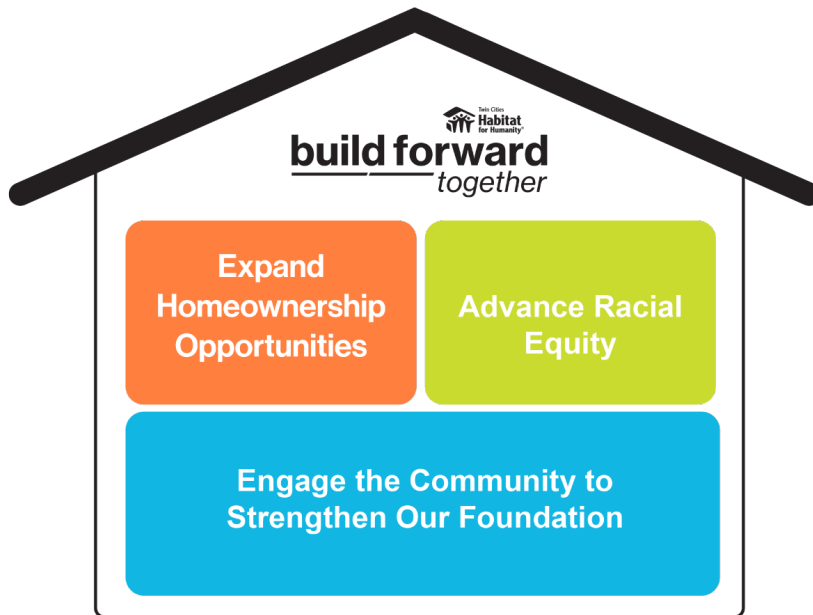 Twin Cities
Habitat
for Humanity®
build forward
together
Expand
Homeownership
Opportunities
Advance Racial
Equity
Engage the Community to
Strengthen Our Foundation